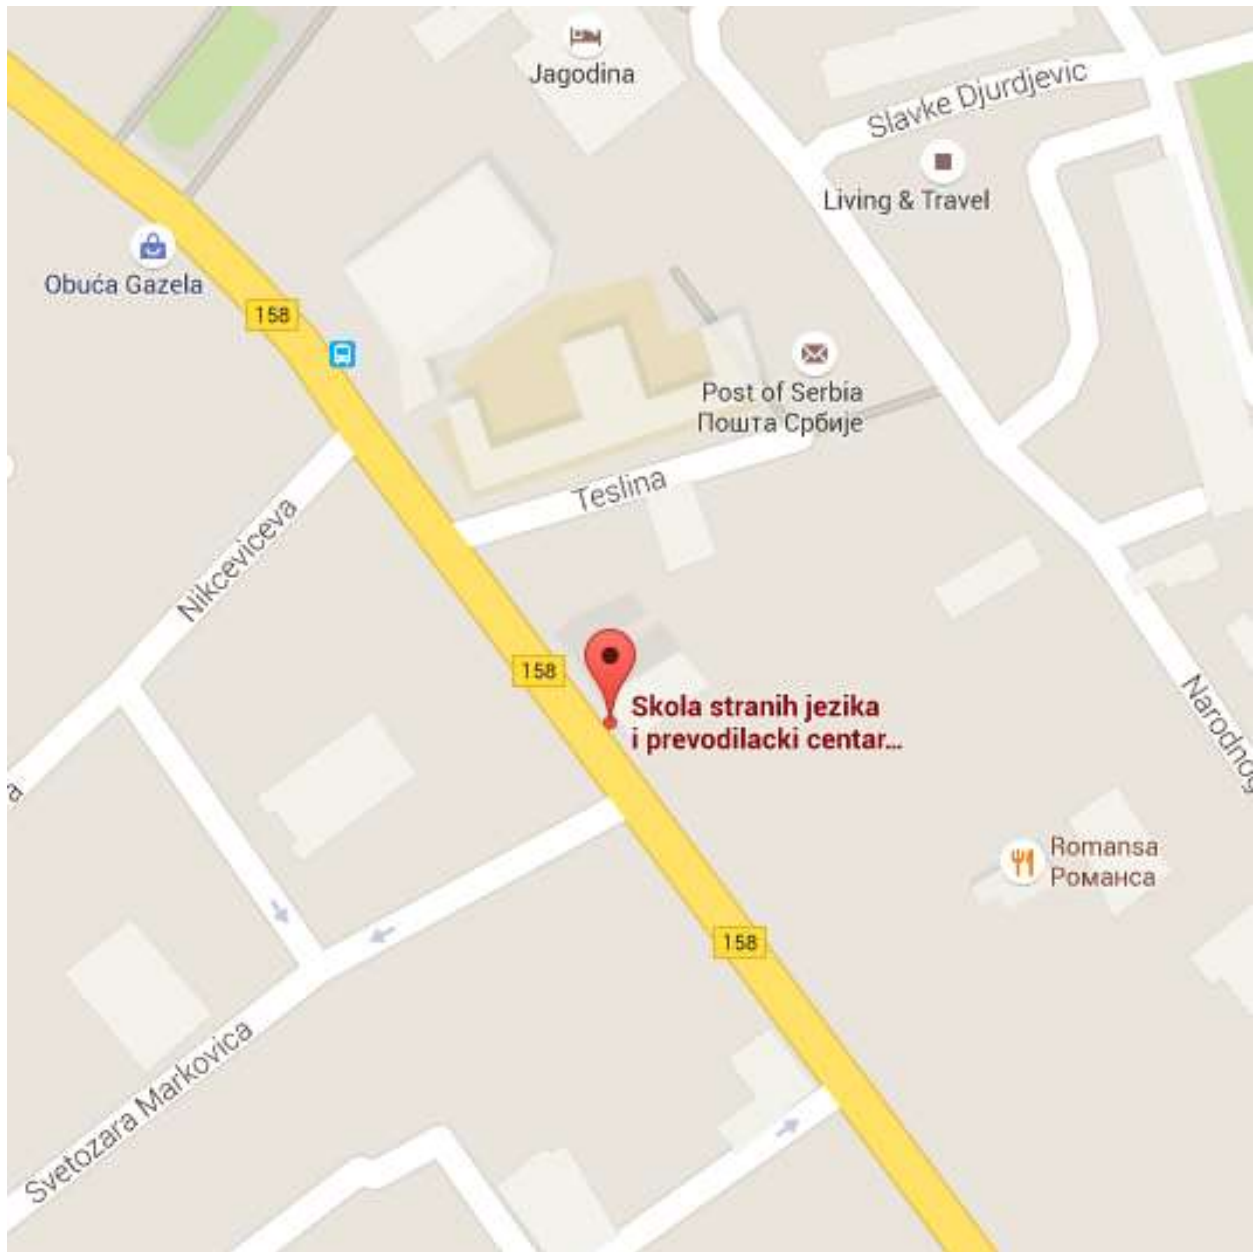 Jagodina
Slavke Djurdjevic
Living & Travel
Obuća Gazela
158
Post of Serbia
Пошта Србије
Teslina
Nikceviceva
158
Skola stranih jezika
i prevodilacki centar...
Narodnog
a
Romansa
Романса
158
Svetozara Markovica